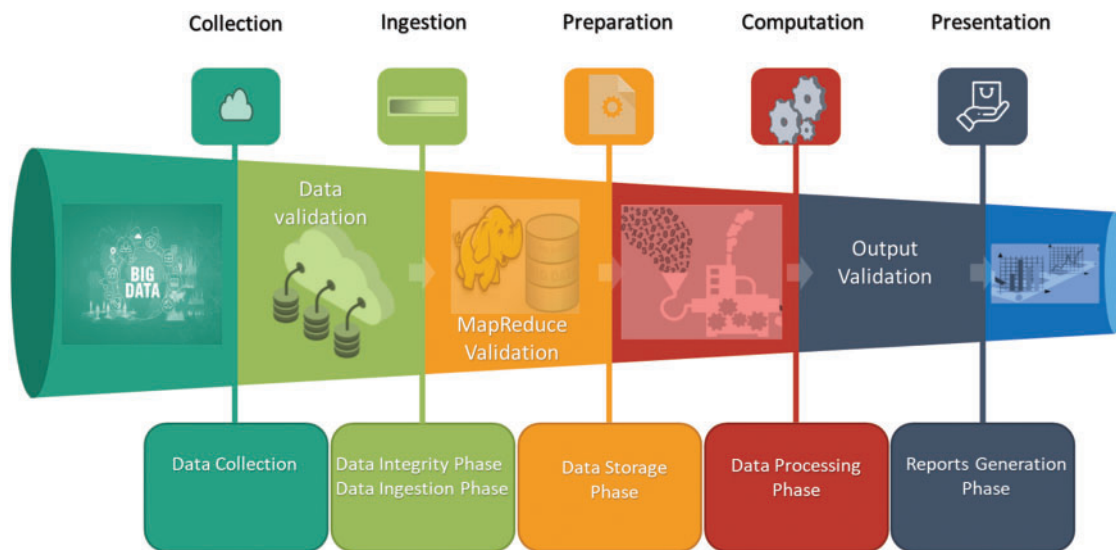 Collection
Ingestion
Preparation
Computation
Presentation
Data
validation
BIG
DATA
MapReduce
Validation
Output
Validation
Data Collection
Data Integrity Phase
Data Ingestion Phase
Data Storage
Phase
Data Processing
Phase
Reports Generation
Phase